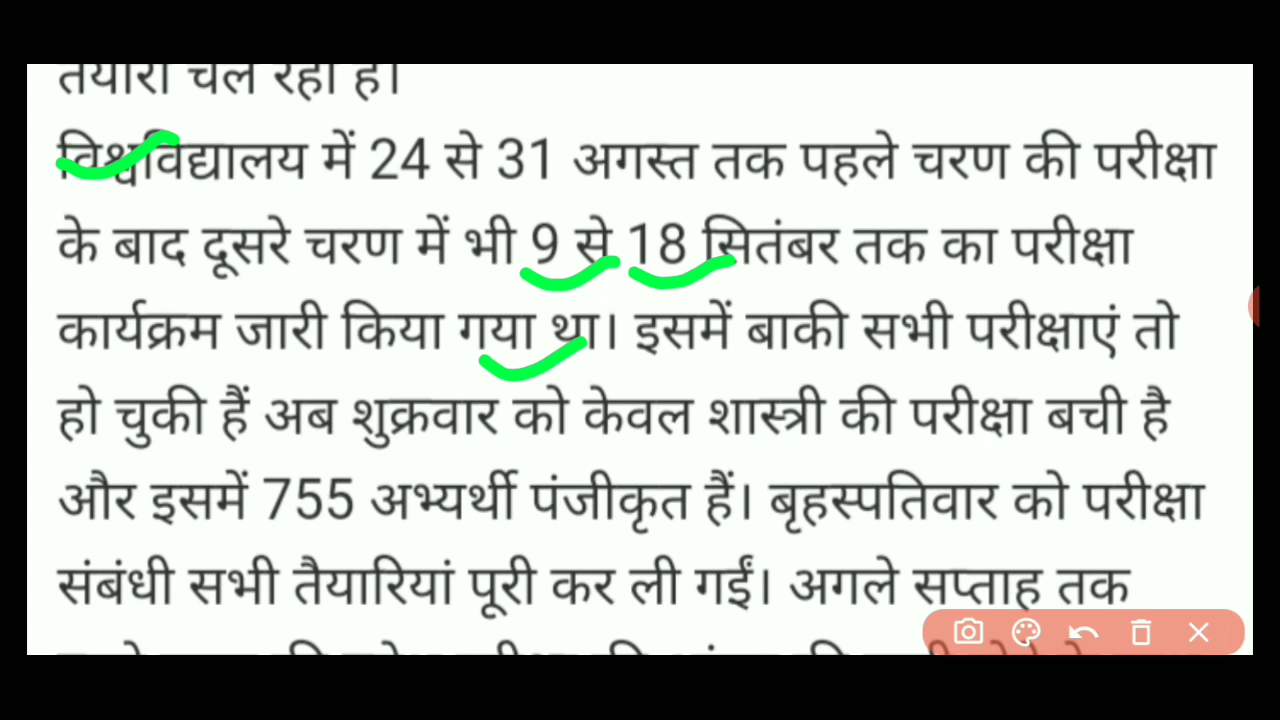 तैयारी चल रही है।
विश्वविद्यालय में 24 से 31 अगस्त तक पहले चरण की परीक्षा
के बाद दूसरे चरण में भी 9 से 18 सितंबर तक का परीक्षा
कार्यक्रम जारी किया गया था। इसमें बाकी सभी परीक्षाएं तो
हो चुकी हैं अब शुक्रवार को केवल शास्त्री की परीक्षा बची है
और इसमें 755 अभ्यर्थी पंजीकृत हैं। बृहस्पतिवार को परीक्षा
संबंधी सभी तैयारियां पूरी कर ली गईं। अगले सप्ताह तक